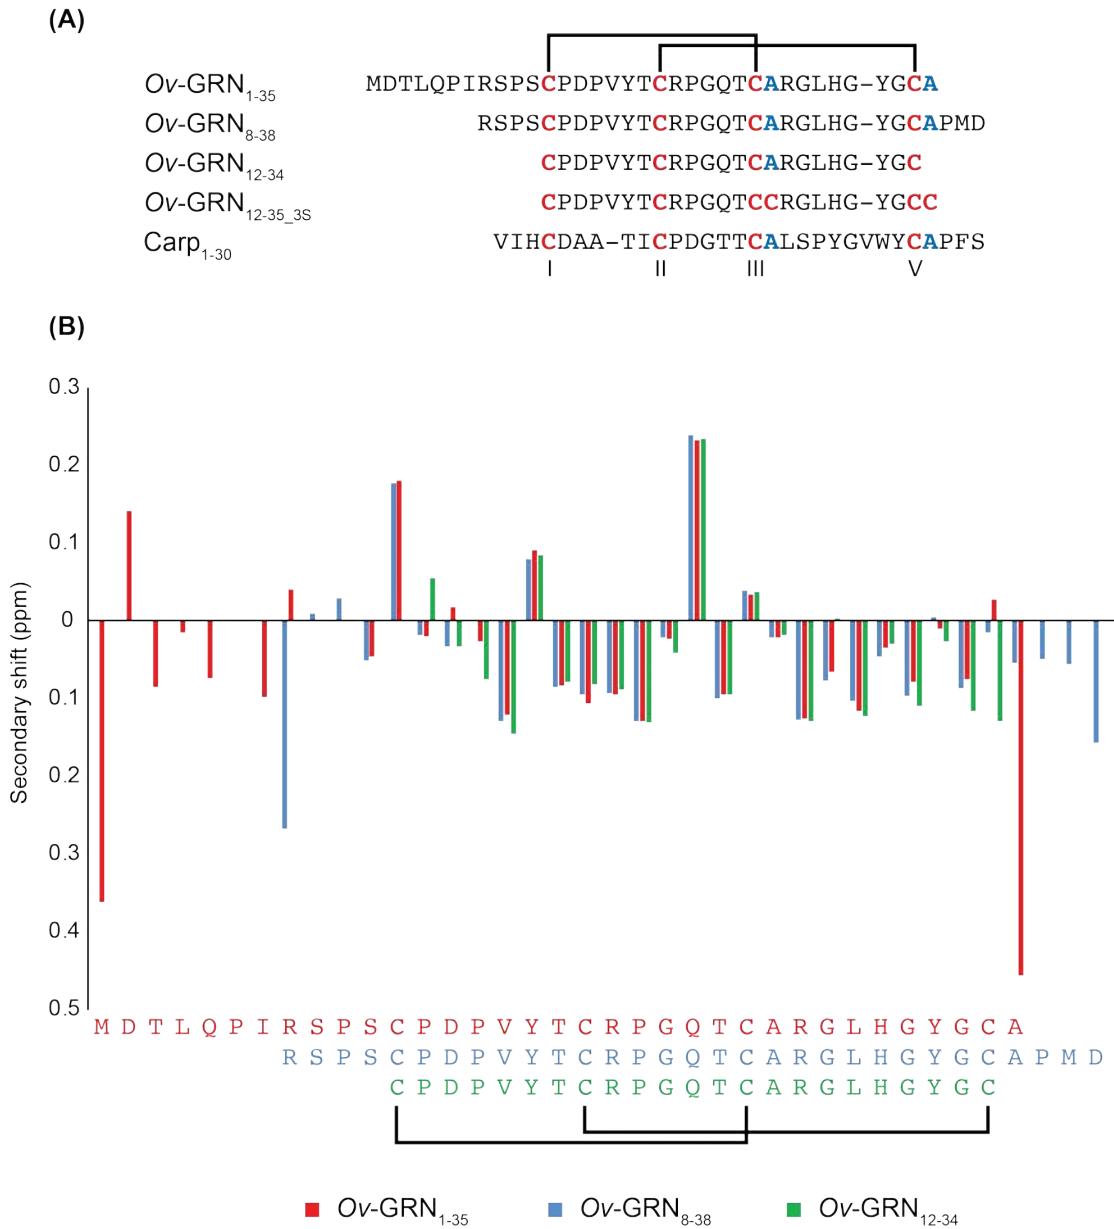 (A)
Ov-GRN1-35 MDTLQPIRSPSCPDPVYTCRPGQTCARGLHG-YGCA
Ov-GRN8-38 RSPSCPDPVYTCRPGQTCARGLHG-YGCAPMD
Ov-GRN12-34 CPDPVYTCRPGQTCARGLHG-YGC
Ov-GRN12-35_3S CPDPVYTCRPGQTCCRGLHG-YGCC
Carp1-30 VIHCDAA-TICPDGTTCALSPYGVWYCAPFS
I II III V
(B)
Secondary shift (ppm)
0.3
0.2
0.1
0
0.1
0.2
0.3
0.4
0.5
M D T L Q P I R S P S C P D P V Y T C R P G Q T C A R G L H G Y G C A
R S P S C P D P V Y T C R P G Q T C A R G L H G Y G C A P M D
C P D P V Y T C R P G Q T C A R G L H G Y G C
Ov-GRN1-35 Ov-GRN8-38 Ov-GRN12-34